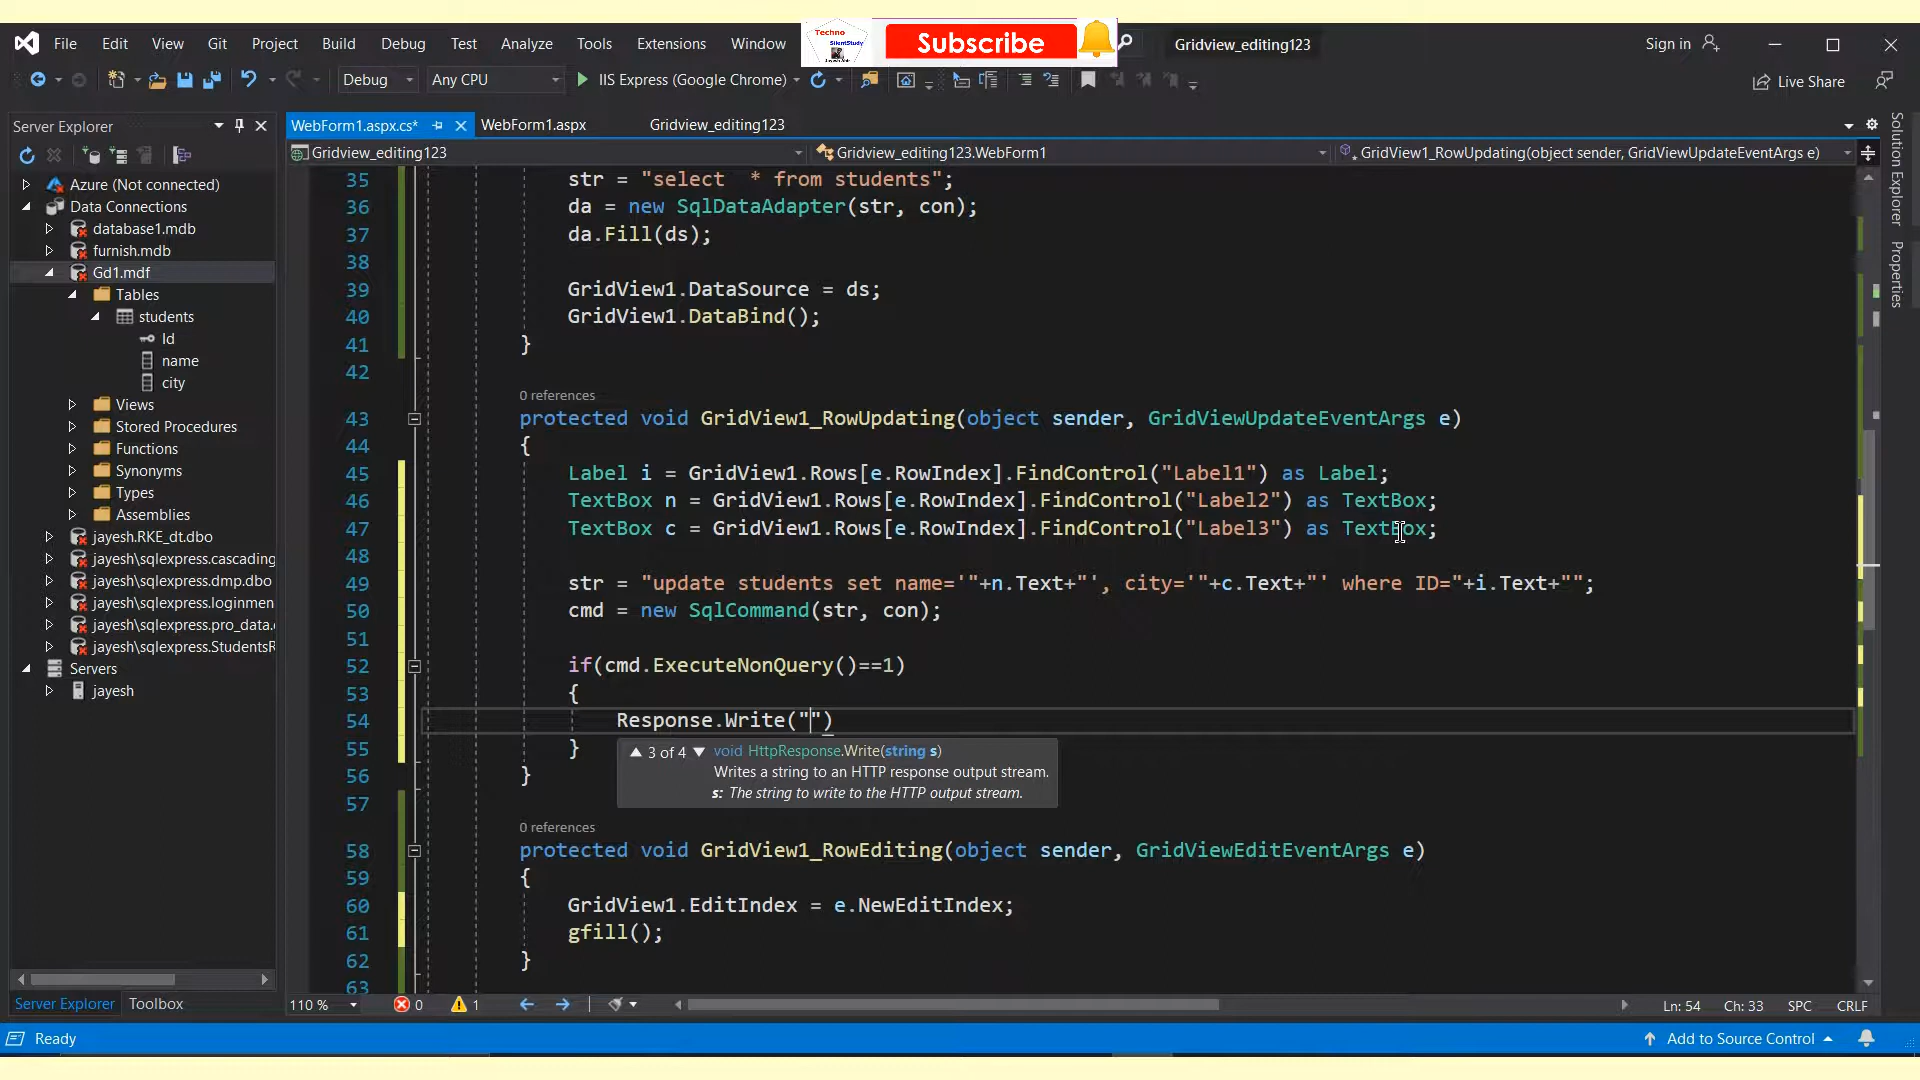 Techno
SilentStudy
Jayesh Ahir
Subscribe
File Edit View Git Project Build Debug Test Analyze Tools Extensions Window
Gridview_editing123
Sign in
Debug Any CPU IIS Express (Google Chrome)
Live Share
Server Explorer
WebForm1.aspx.cs* WebForm1.aspx Gridview_editing123
Gridview_editing123 Gridview_editing123.WebForm1 GridView1_RowUpdating(object sender, GridViewUpdateEventArgs e)
Azure (Not connected)
Data Connections
database1.mdb
furnish.mdb
Gd1.mdf
Tables
students
Id
name
city
Views
Stored Procedures
Functions
Synonyms
Types
Assemblies
jayesh.RKE_dt.dbo
jayesh\sqlexpress.cascading
jayesh\sqlexpress.dmp.dbo
jayesh\sqlexpress.loginmen
jayesh\sqlexpress.pro_data.
jayesh\sqlexpress.StudentsR
Servers
jayesh
Server Explorer Toolbox
35 str = "select  * from students";
36 da = new SqlDataAdapter(str, con);
37 da.Fill(ds);
38
39 GridView1.DataSource = ds;
40 GridView1.DataBind();
41 }
42
0 references
43 protected void GridView1_RowUpdating(object sender, GridViewUpdateEventArgs e)
44 {
45 Label i = GridView1.Rows[e.RowIndex].FindControl("Label1") as Label;
46 TextBox n = GridView1.Rows[e.RowIndex].FindControl("Label2") as TextBox;
47 TextBox c = GridView1.Rows[e.RowIndex].FindControl("Label3") as TextBox;
48
49 str = "update students set name='"+n.Text+"', city='"+c.Text+"' where ID="+i.Text+"";
50 cmd = new SqlCommand(str, con);
51
52 if(cmd.ExecuteNonQuery()==1)
53 {
54 Response.Write("")
55 }
3 of 4 void HttpResponse.Write(string s)
Writes a string to an HTTP response output stream.
s: The string to write to the HTTP output stream.
56 }
57
0 references
58 protected void GridView1_RowEditing(object sender, GridViewEditEventArgs e)
59 {
60 GridView1.EditIndex = e.NewEditIndex;
61 gfill();
62 }
63
110 % 0 1 Ln: 54 Ch: 33 SPC CRLF
Solution Explorer
Properties
Ready Add to Source Control